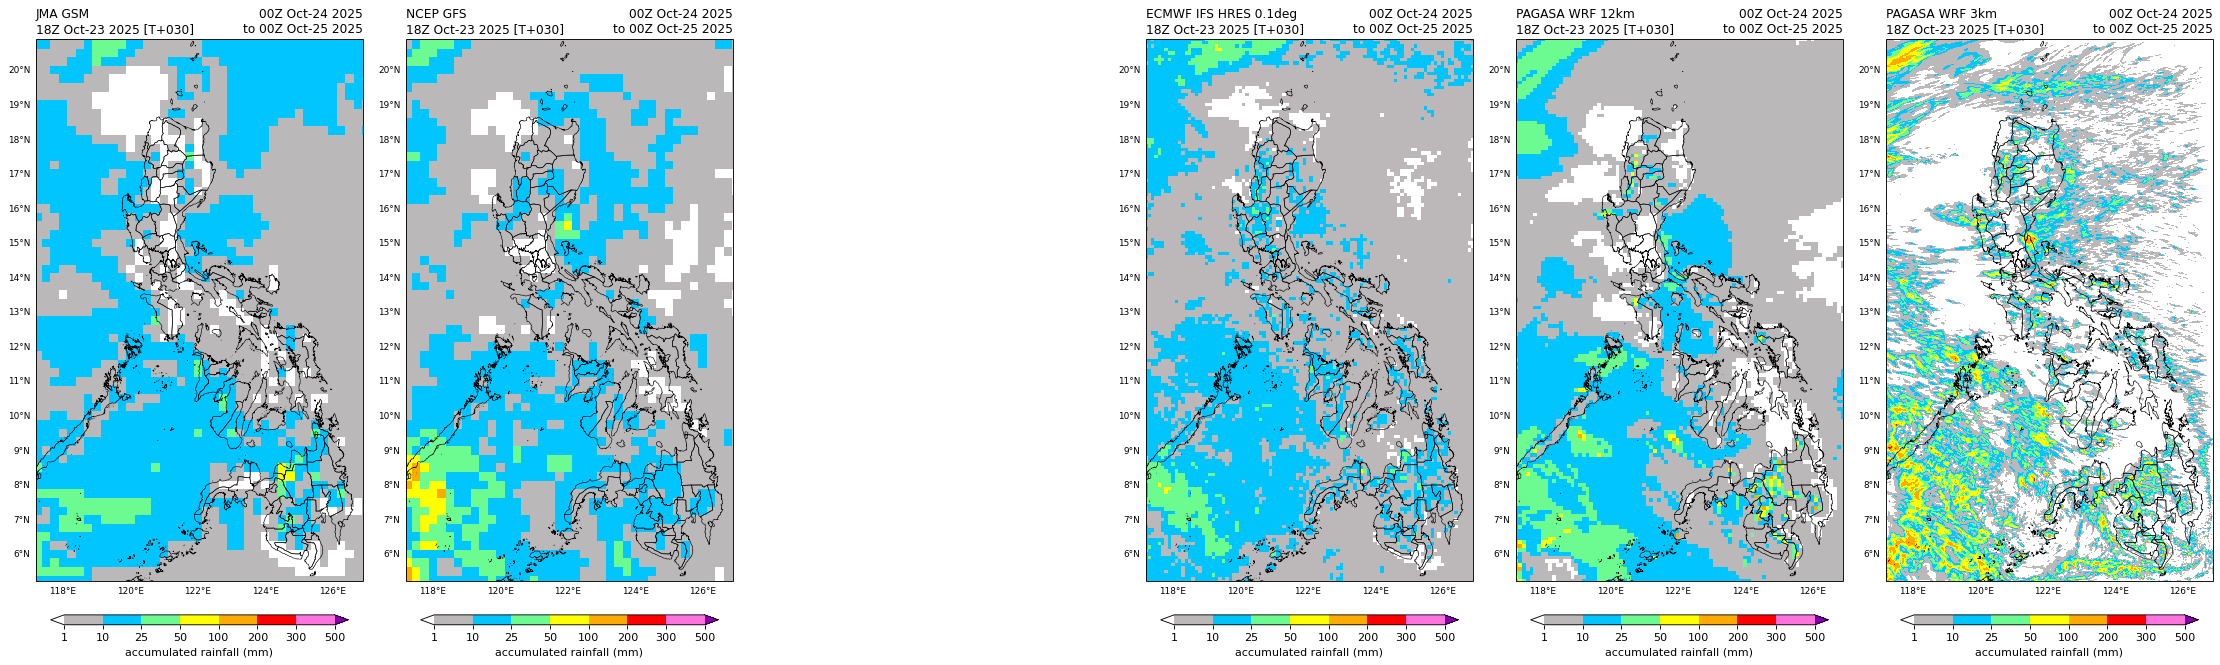 JMA GSM 00Z Oct-24 2025
18Z Oct-23 2025 [T+030] to 00Z Oct-25 2025
20°N
19°N
18°N
17°N
16°N
15°N
14°N
13°N
12°N
11°N
10°N
9°N
8°N
7°N
6°N
118°E 120°E 122°E 124°E 126°E
1 10 25 50 100 200 300 500
accumulated rainfall (mm)
NCEP GFS 00Z Oct-24 2025
18Z Oct-23 2025 [T+030] to 00Z Oct-25 2025
20°N
19°N
18°N
17°N
16°N
15°N
14°N
13°N
12°N
11°N
10°N
9°N
8°N
7°N
6°N
118°E 120°E 122°E 124°E 126°E
1 10 25 50 100 200 300 500
accumulated rainfall (mm)
ECMWF IFS HRES 0.1deg 00Z Oct-24 2025
18Z Oct-23 2025 [T+030] to 00Z Oct-25 2025
20°N
19°N
18°N
17°N
16°N
15°N
14°N
13°N
12°N
11°N
10°N
9°N
8°N
7°N
6°N
118°E 120°E 122°E 124°E 126°E
1 10 25 50 100 200 300 500
accumulated rainfall (mm)
PAGASA WRF 12km 00Z Oct-24 2025
18Z Oct-23 2025 [T+030] to 00Z Oct-25 2025
20°N
19°N
18°N
17°N
16°N
15°N
14°N
13°N
12°N
11°N
10°N
9°N
8°N
7°N
6°N
118°E 120°E 122°E 124°E 126°E
1 10 25 50 100 200 300 500
accumulated rainfall (mm)
PAGASA WRF 3km 00Z Oct-24 2025
18Z Oct-23 2025 [T+030] to 00Z Oct-25 2025
20°N
19°N
18°N
17°N
16°N
15°N
14°N
13°N
12°N
11°N
10°N
9°N
8°N
7°N
6°N
118°E 120°E 122°E 124°E 126°E
1 10 25 50 100 200 300 500
accumulated rainfall (mm)